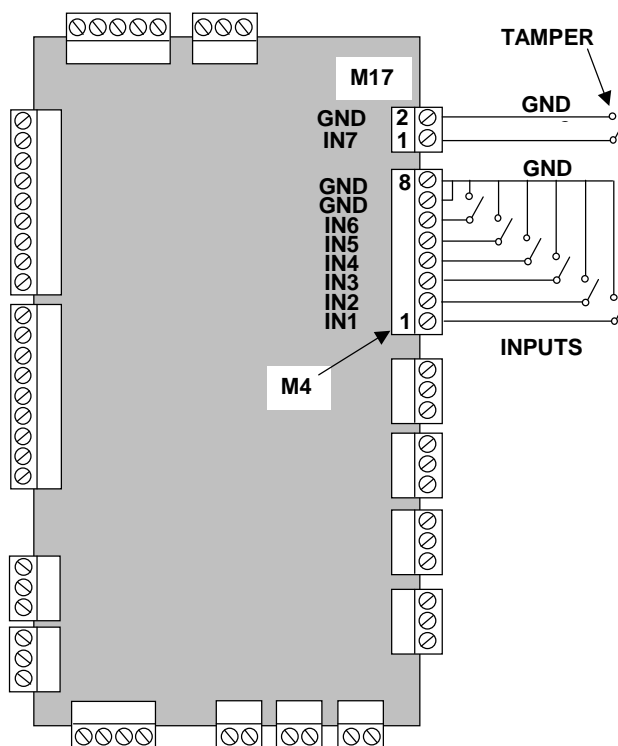 TAMPER
M17
GND 2 GND
IN7 1
GND 8 GND
GND
IN6
IN5
IN4
IN3
IN2
IN1 1
INPUTS
M4